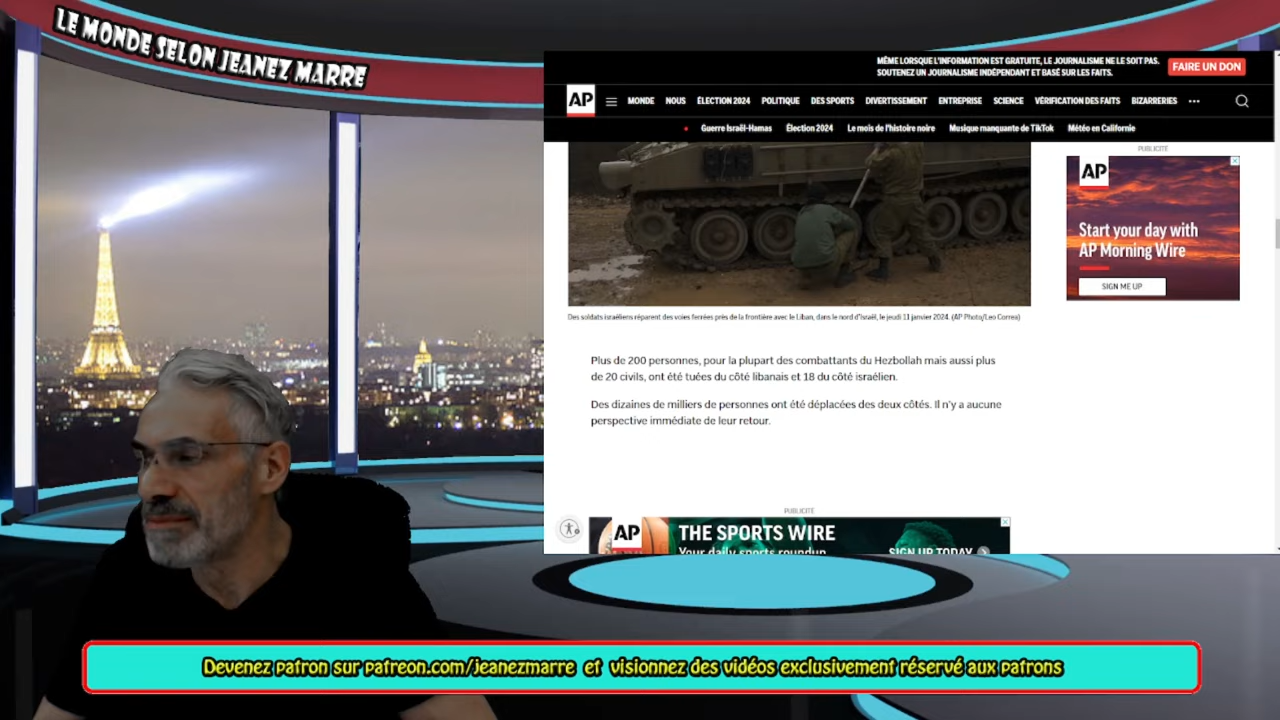 LE MONDE SELON JEANEZ MARRE
MÊME LORSQUE L'INFORMATION EST GRATUITE, LE JOURNALISME NE LE SOIT PAS.
SOUTENEZ UN JOURNALISME INDÉPENDANT ET BASÉ SUR LES FAITS.
FAIRE UN DON
AP
MONDE NOUS ÉLECTION 2024 POLITIQUE DES SPORTS DIVERTISSEMENT ENTREPRISE SCIENCE VÉRIFICATION DES FAITS BIZARRERIES
Guerre Israël-Hamas Élection 2024 Le mois de l'histoire noire Musique manquante de TikTok Météo en Californie
PUBLICITÉ
AP
Start your day with
AP Morning Wire
SIGN ME UP
Des soldats israéliens réparent des voies ferrées près de la frontière avec le Liban, dans le nord d'Israël, le jeudi 11 janvier 2024. (AP Photo/Leo Correa)
Plus de 200 personnes, pour la plupart des combattants du Hezbollah mais aussi plus
de 20 civils, ont été tuées du côté libanais et 18 du côté israélien.
Des dizaines de milliers de personnes ont été déplacées des deux côtés. Il n'y a aucune
perspective immédiate de leur retour.
PUBLICITÉ
AP
THE SPORTS WIRE
Your daily sports roundup
SIGN UP TODAY
Devenez patron sur patreon.com/jeanezmarre et visionnez des vidéos exclusivement réservé aux patrons